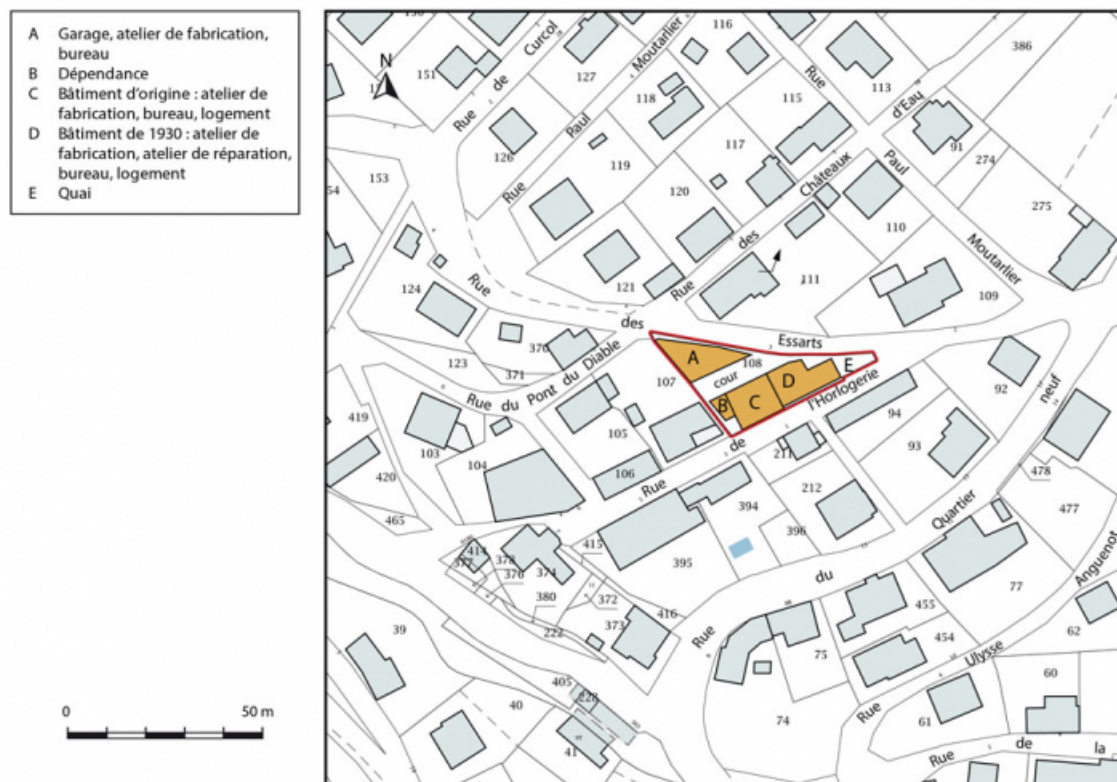 A Garage, atelier de fabrication,
bureau
B Dépendance
C Bâtiment d'origine : atelier de
fabrication, bureau, logement
D Bâtiment de 1930 : atelier de
fabrication, atelier de réparation,
bureau, logement
E Quai
0 50 m
N
116
386
151
Rue de Curcol
127
Rue Paul Moutarlier
118
115
113
Rue Paul Moutarlier
Rue des Châteaux d'Eau
126
119
117
91
274
153
54
120
275
110
124
121
111
109
Rue des Essarts
123
370
371
Rue du Pont du Diable
107
A
108
cour
B
C
D
E
Rue de l'Horlogerie
92
94
93
419
103
105
104
106
420
465
211
212
394
396
395
Rue du Quartier neuf
478
477
414
377
378
376
374
380
415
372
373
416
222
77
455
454
75
74
62
60
61
Rue Ulysse Anguenot
39
40
405
228
41
Rue de la